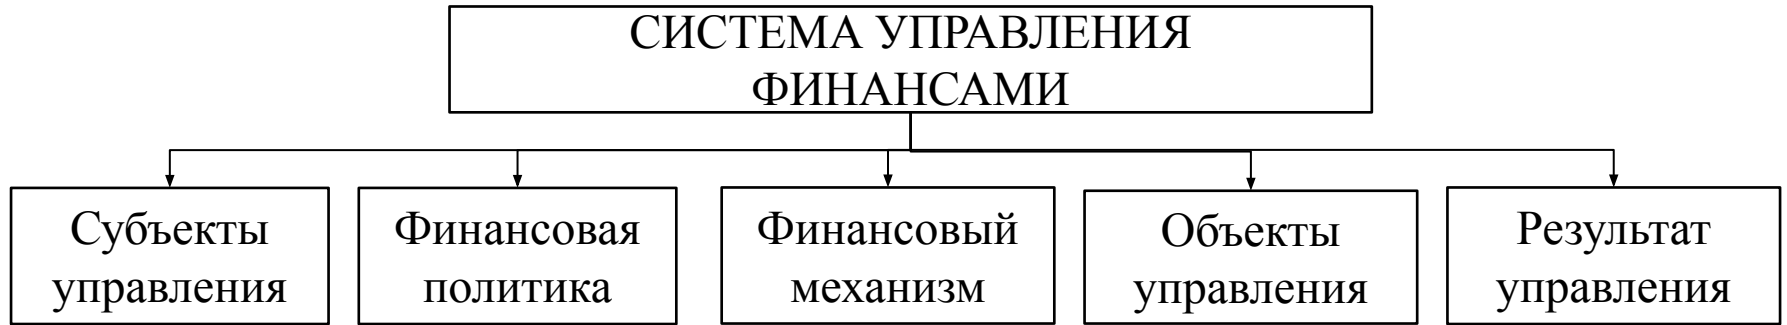 СИСТЕМА УПРАВЛЕНИЯ
ФИНАНСАМИ
Субъекты
управления
Финансовая
политика
Финансовый
механизм
Объекты
управления
Результат
управления